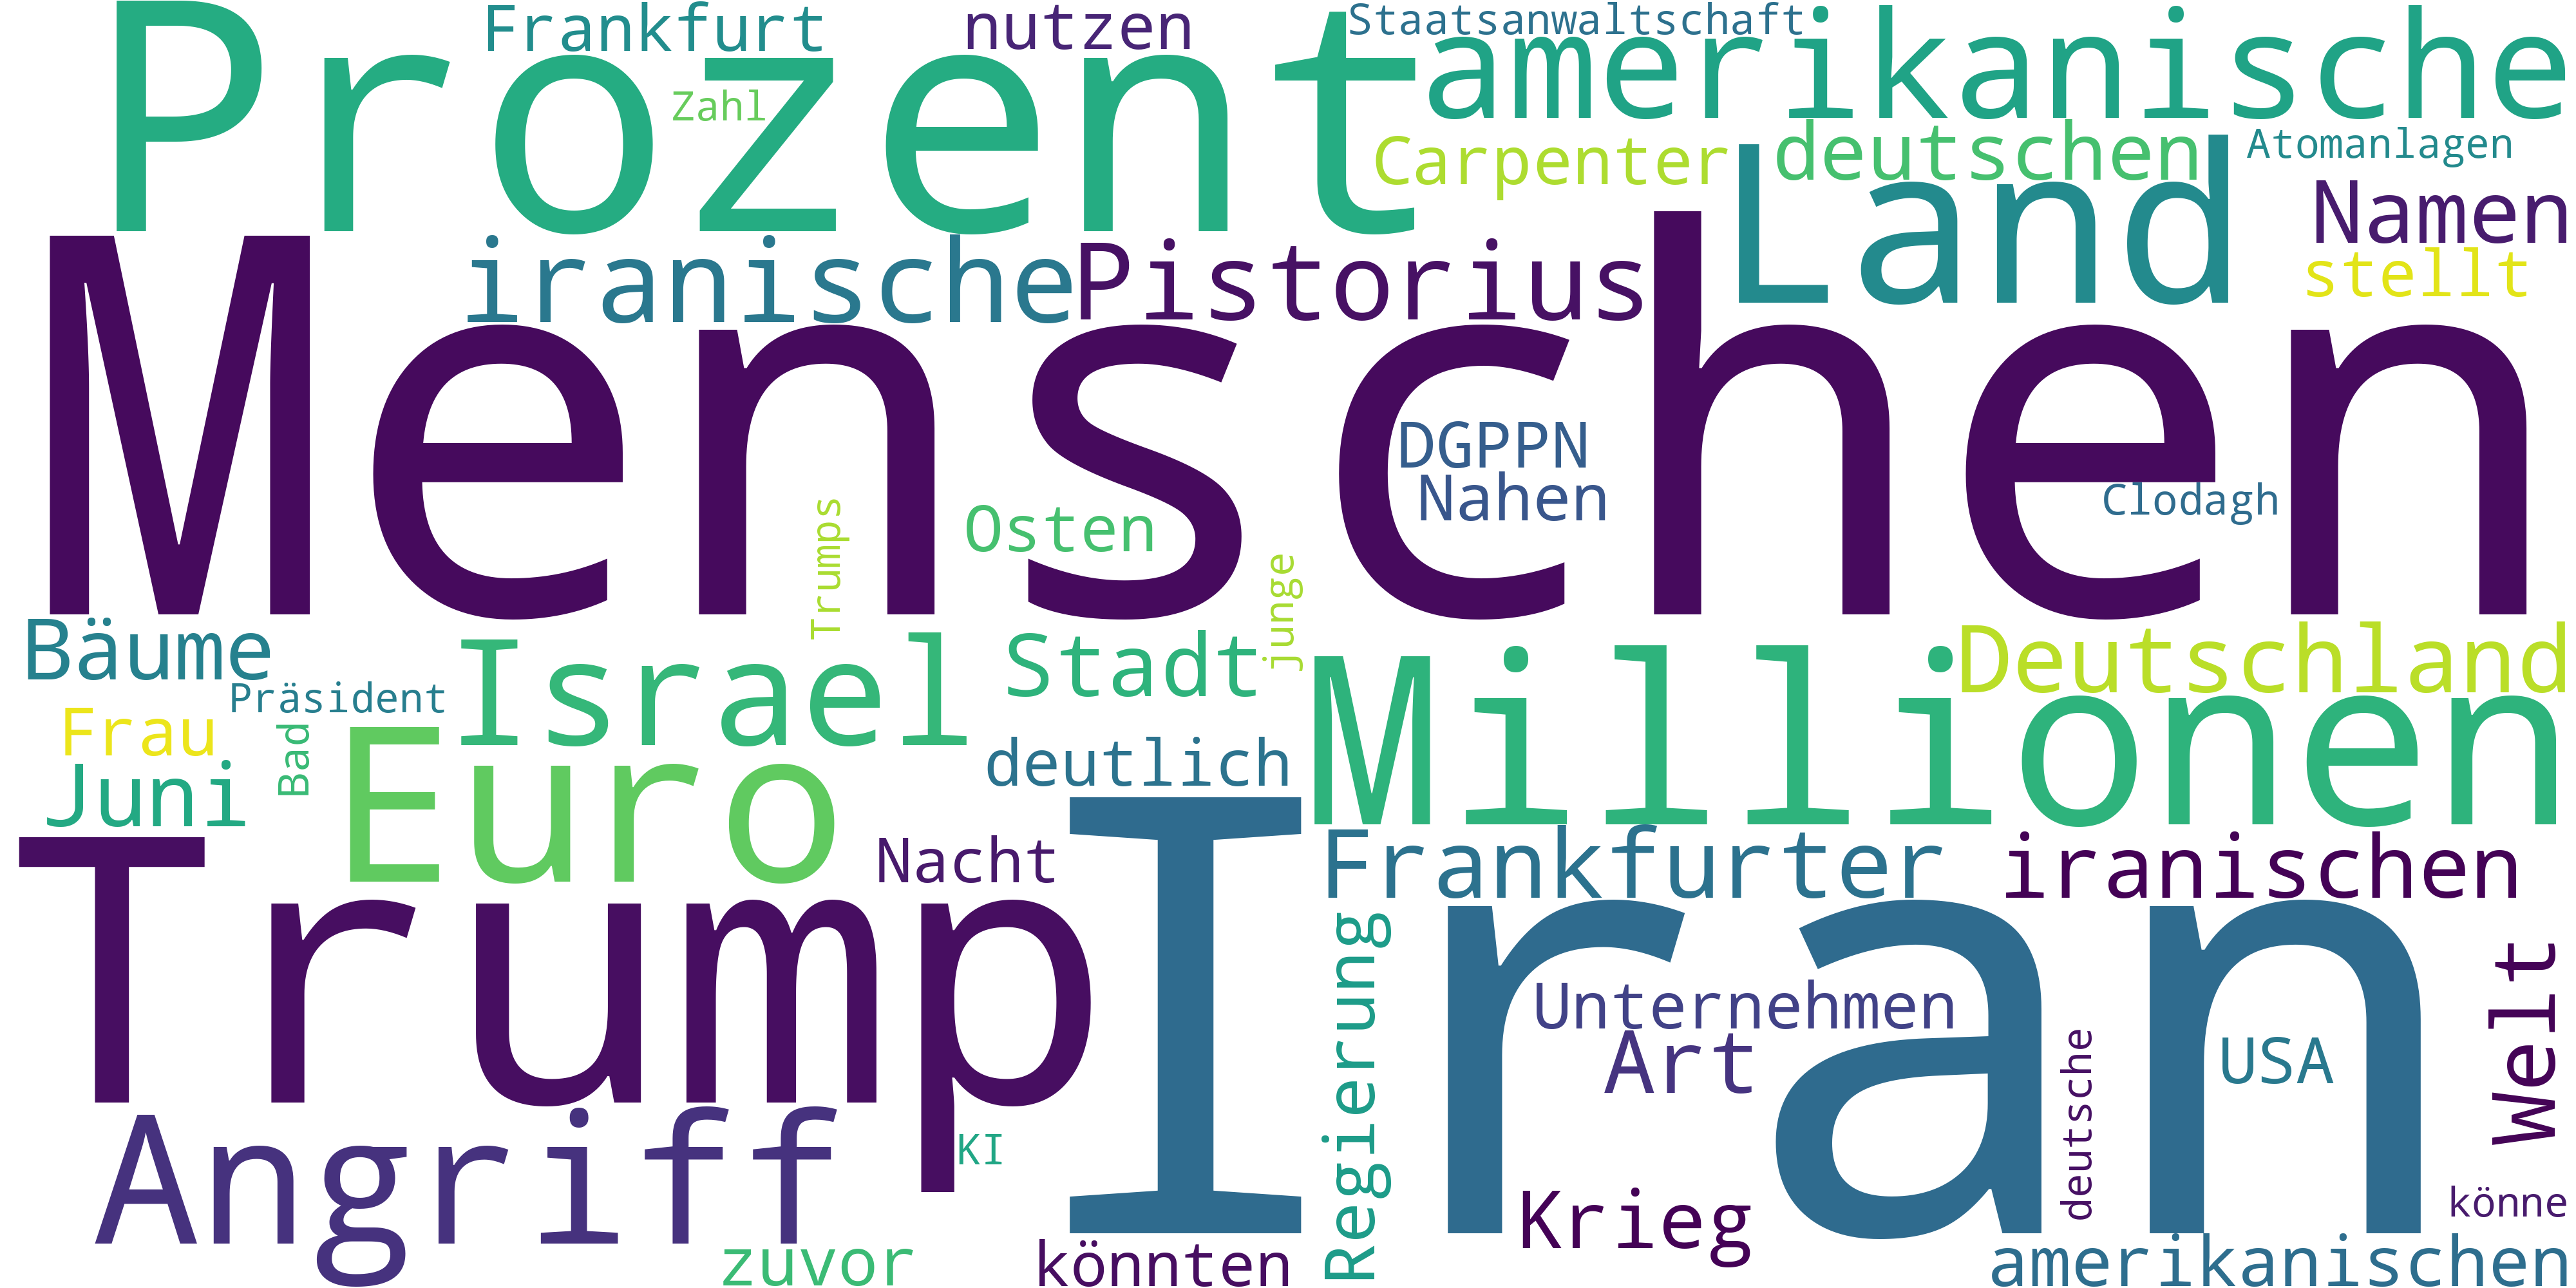 Frankfurt
nutzen
Staatsanwaltschaft
Prozent
amerikanische
Zahl
Carpenter
deutschen
Atomanlagen
Land
Namen
iranische
Pistorius
stellt
Menschen
DGPPN
Nahen
Clodagh
Osten
Trumps
junge
Bäume
Israel
Stadt
Millionen
Deutschland
Präsident
Frau
Bad
Juni
Euro
deutlich
Trump
Nacht
Iran
Frankfurter
iranischen
Regierung
Unternehmen
Art
USA
Welt
deutsche
Angriff
KI
Krieg
könne
zuvor
könnten
amerikanischen